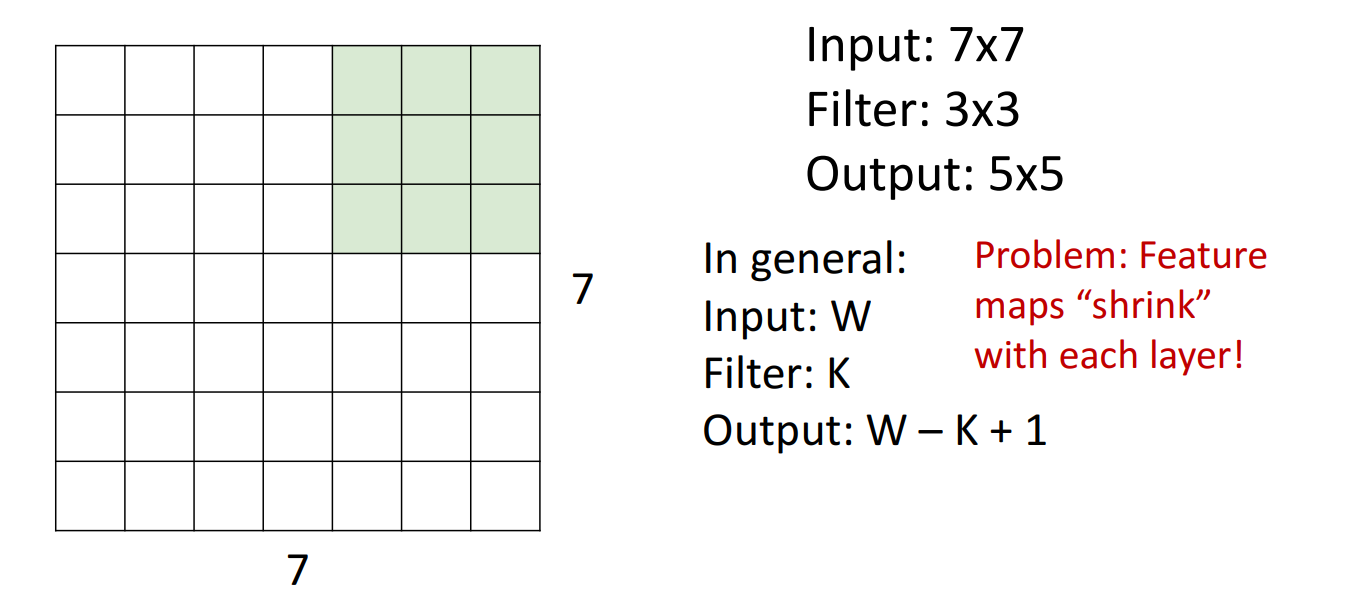 Input: 7x7
Filter: 3x3
Output: 5x5
7
7
In general:
Input: W
Filter: K
Output: W – K + 1
Problem: Feature
maps “shrink”
with each layer!